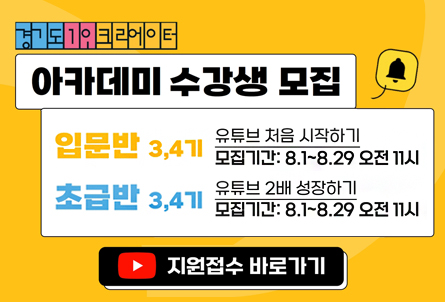 경기도1인크리에이터
아카데미 수강생 모집
입문반 3,4기
유튜브 처음 시작하기
모집기간: 8.1~8.29 오전 11시
초급반 3,4기
유튜브 2배 성장하기
모집기간: 8.1~8.29 오전 11시
지원접수 바로가기